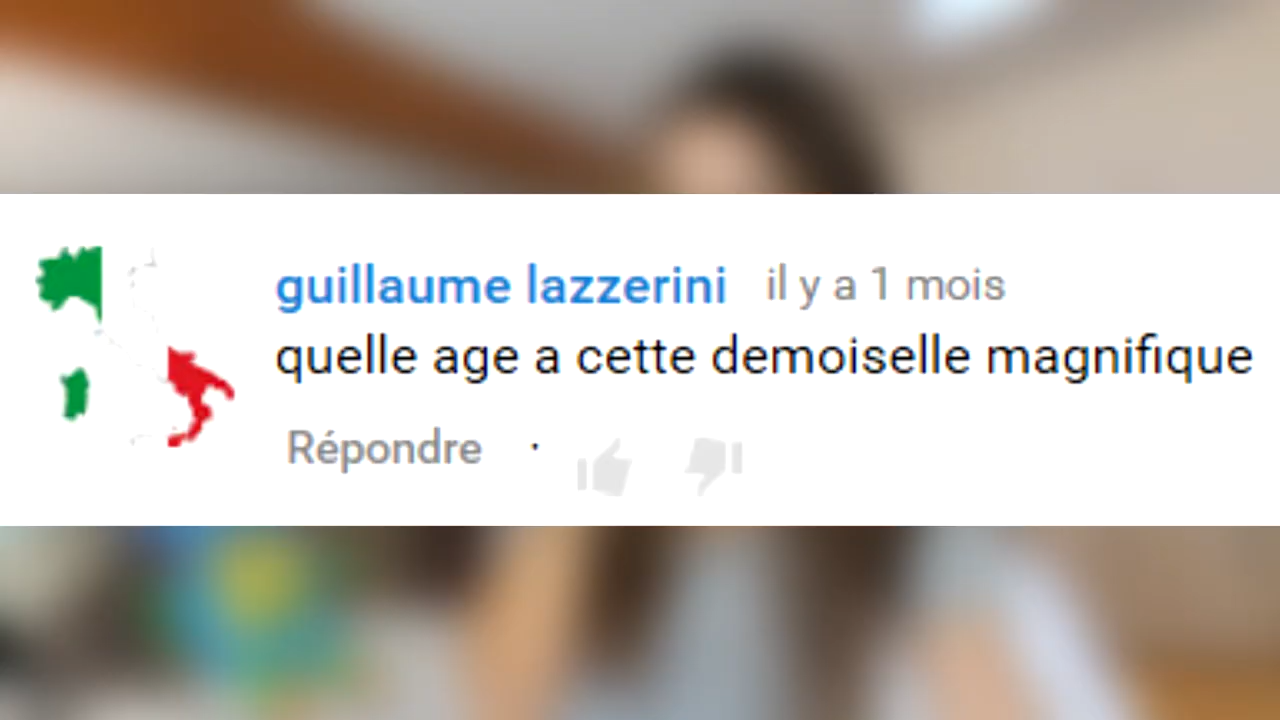 guillaume lazzerini il y a 1 mois
quelle age a cette demoiselle magnifique
Répondre ·